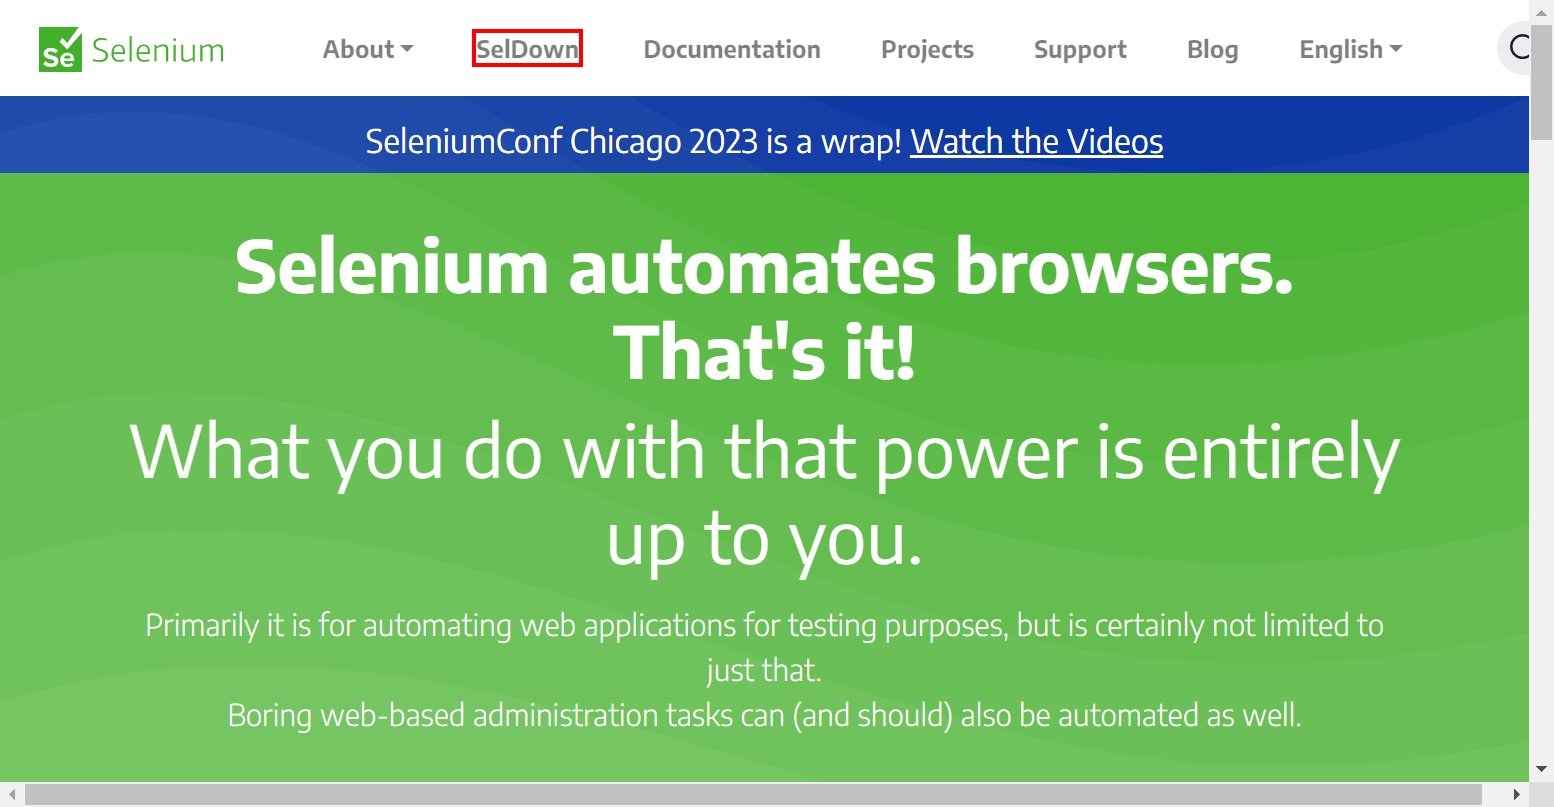 Se Selenium
About
SelDown
Documentation
Projects
Support
Blog
English
SeleniumConf Chicago 2023 is a wrap! Watch the Videos
Selenium automates browsers.
That's it!
What you do with that power is entirely
up to you.
Primarily it is for automating web applications for testing purposes, but is certainly not limited to
just that.
Boring web-based administration tasks can (and should) also be automated as well.